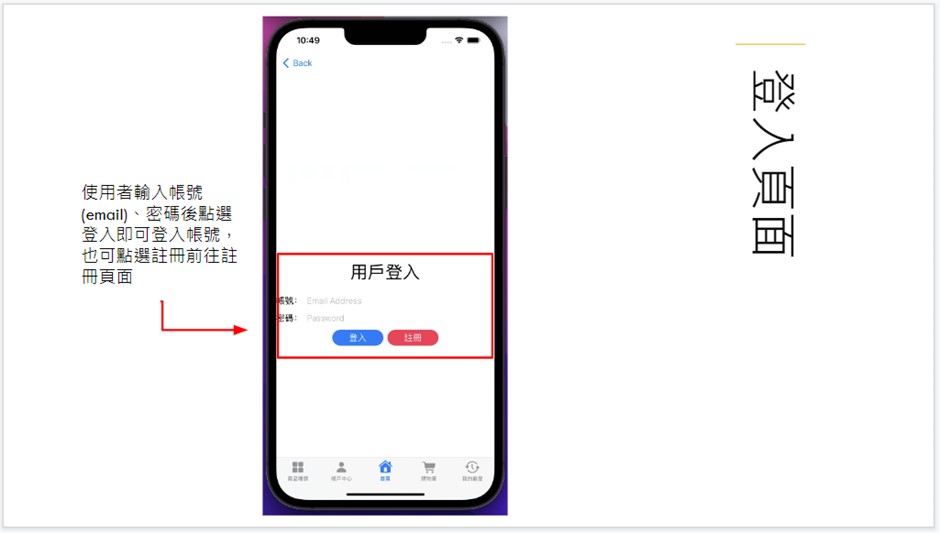 登入頁面
使用者輸入帳號
(email)、密碼後點選
登入即可登入帳號，
也可點選註冊前往註
冊頁面
10:49
Back
用戶登入
帳號： Email Address
密碼： Password
登入 註冊
帳戶中心 首頁 購物車